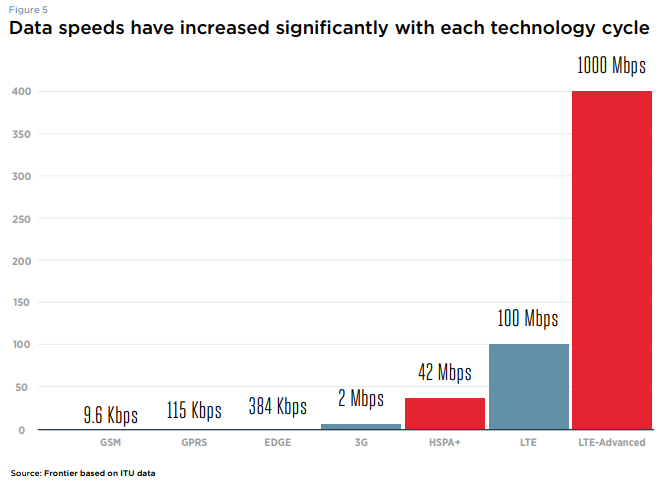 Figure 5
Data speeds have increased significantly with each technology cycle
1000 Mbps
400
350
300
250
200
150
100 Mbps
100
42 Mbps
50
2 Mbps
384 Kbps
115 Kbps
9.6 Kbps
0
GSM GPRS EDGE 3G HSPA+ LTE LTE-Advanced
Source: Frontier based on ITU data